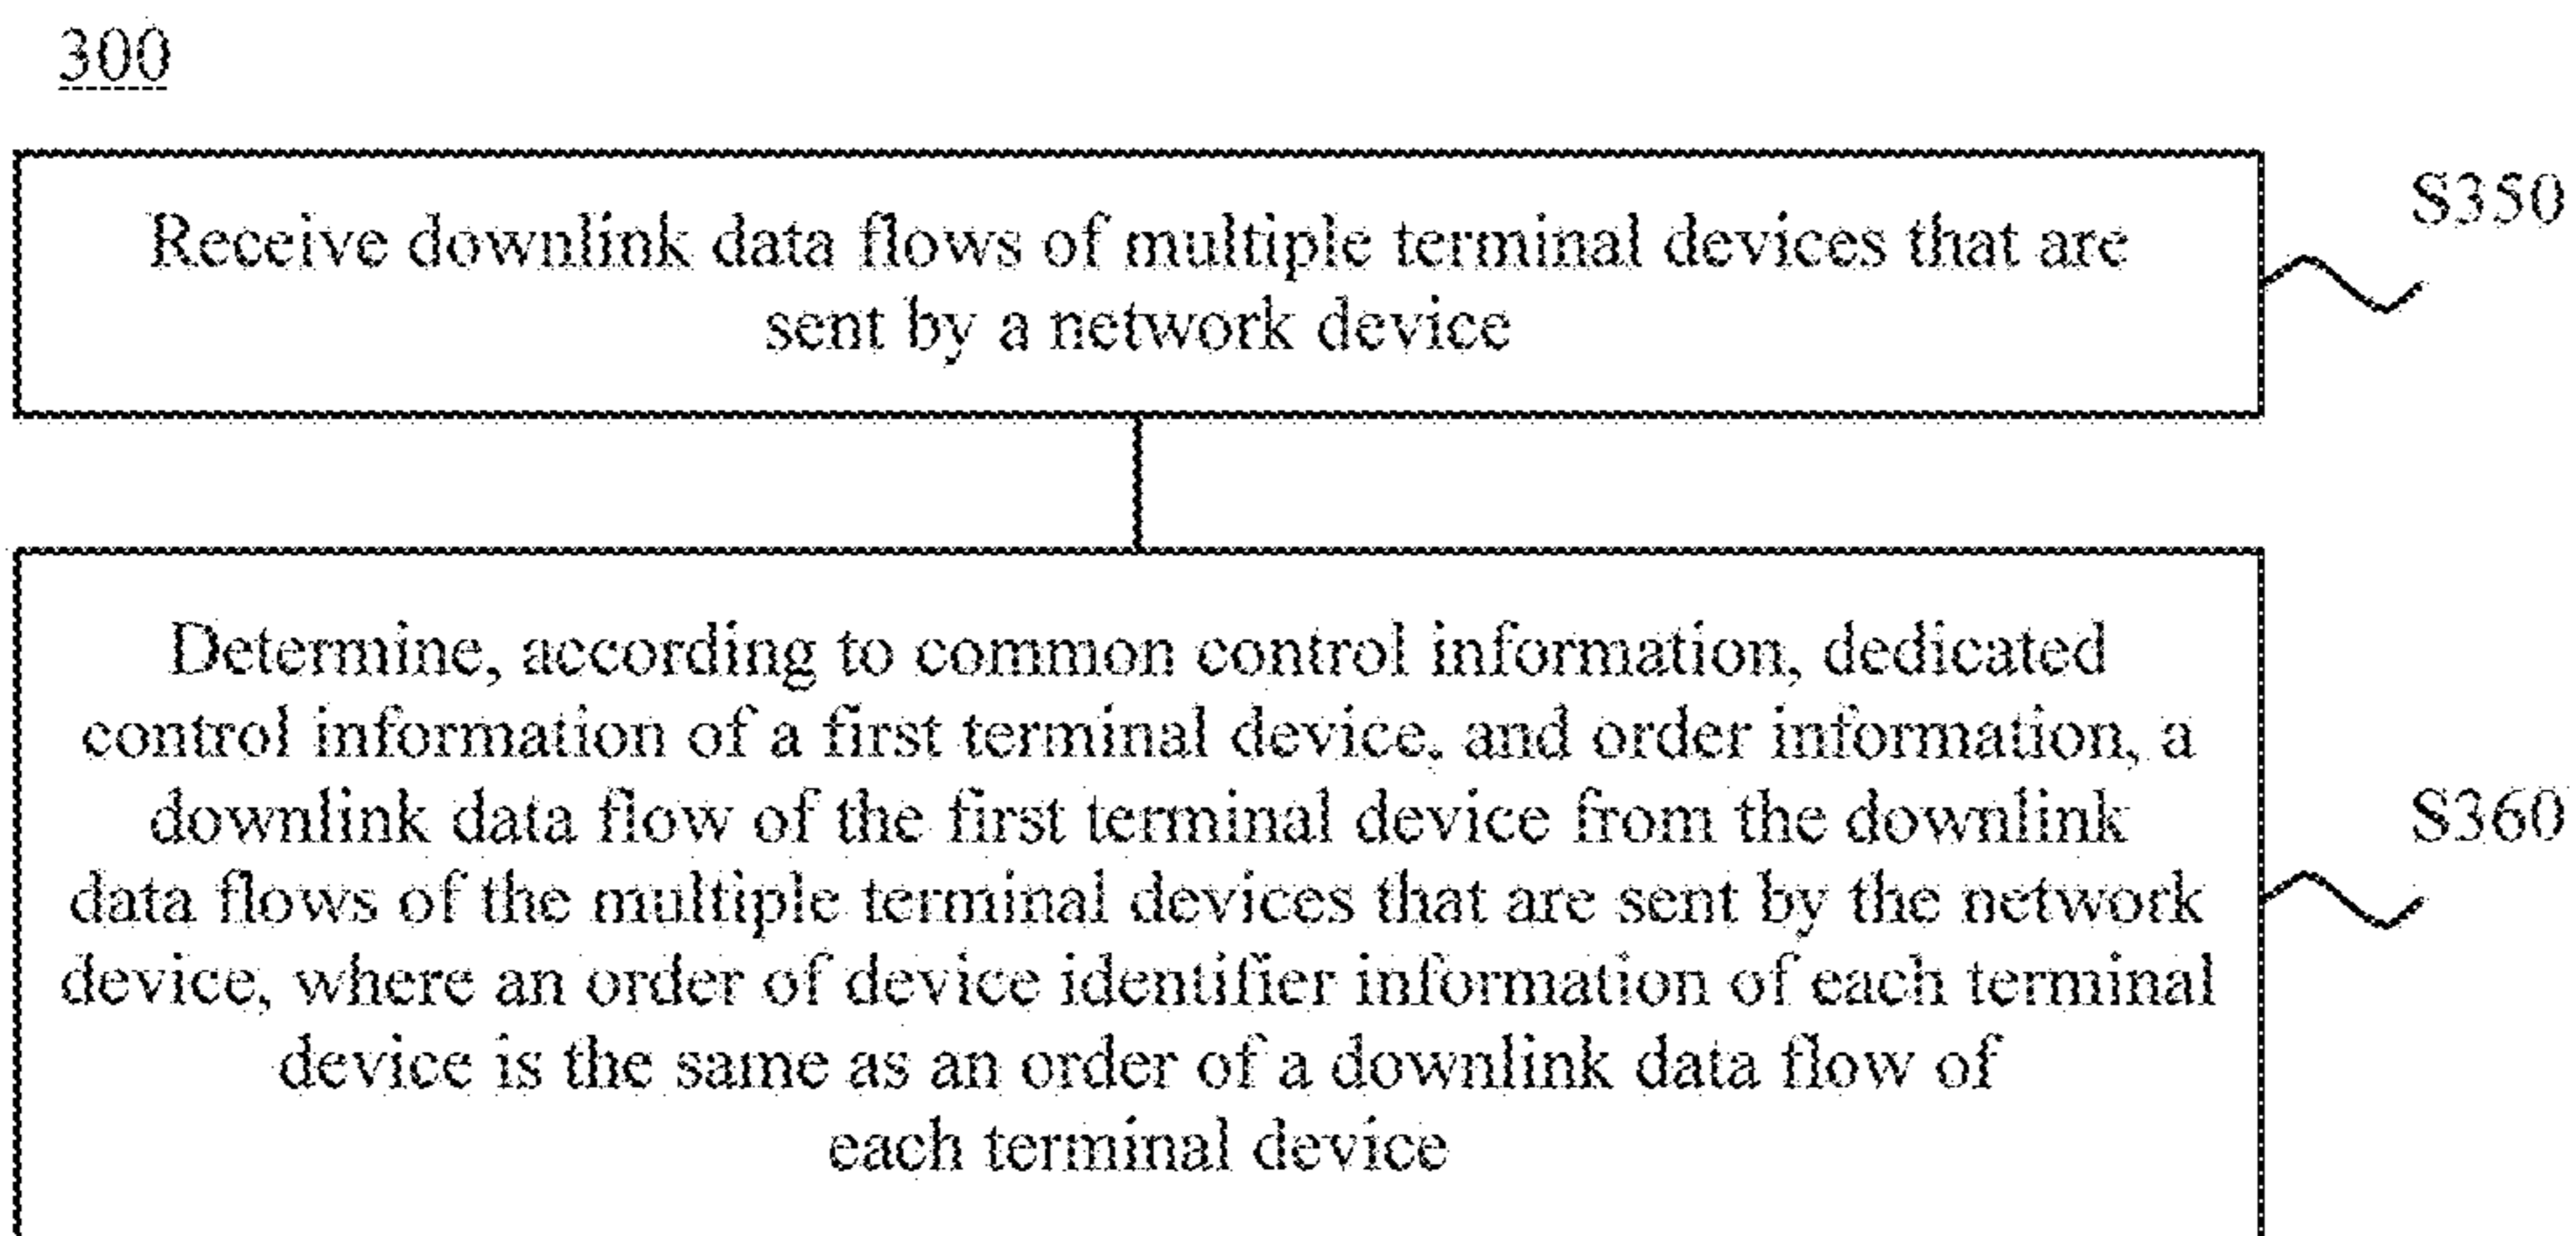 300
Receive downlink data flows of multiple terminal devices that are
sent by a network device
S350
Determine, according to common control information, dedicated
control information of a first terminal device, and order information, a
downlink data flow of the first terminal device from the downlink
data flows of the multiple terminal devices that are sent by the network
device, where an order of device identifier information of each terminal
device is the same as an order of a downlink data flow of
each terminal device
S360